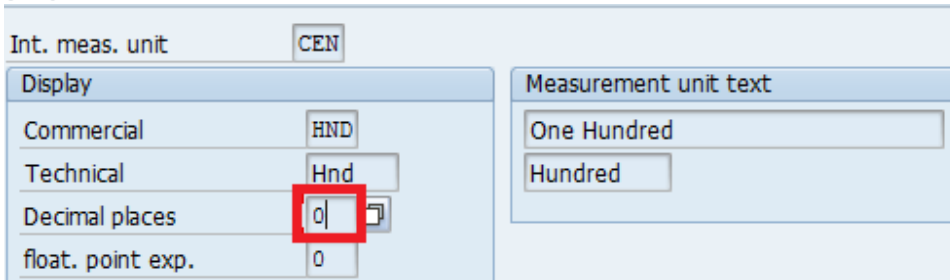 Int. meas. unit CEN
Display
Commercial HND
Technical Hnd
Decimal places 0
float. point exp. 0
Measurement unit text
One Hundred
Hundred